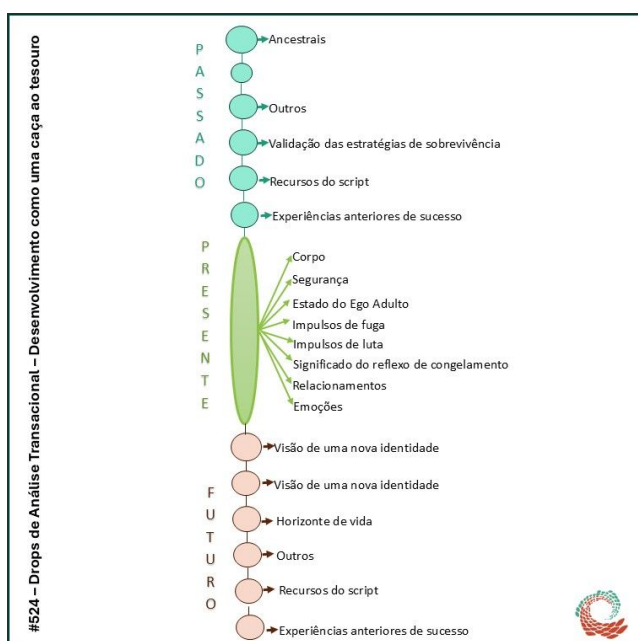 #524 – Drops de Análise Transacional – Desenvolvimento como uma caça ao tesouro
PASSADO
Ancestrais
Outros
Validação das estratégias de sobrevivência
Recursos do script
Experiências anteriores de sucesso
PRESENTE
Corpo
Segurança
Estado do Ego Adulto
Impulsos de fuga
Impulsos de luta
Significado do reflexo de congelamento
Relacionamentos
Emoções
FUTURO
Visão de uma nova identidade
Visão de uma nova identidade
Horizonte de vida
Outros
Recursos do script
Experiências anteriores de sucesso